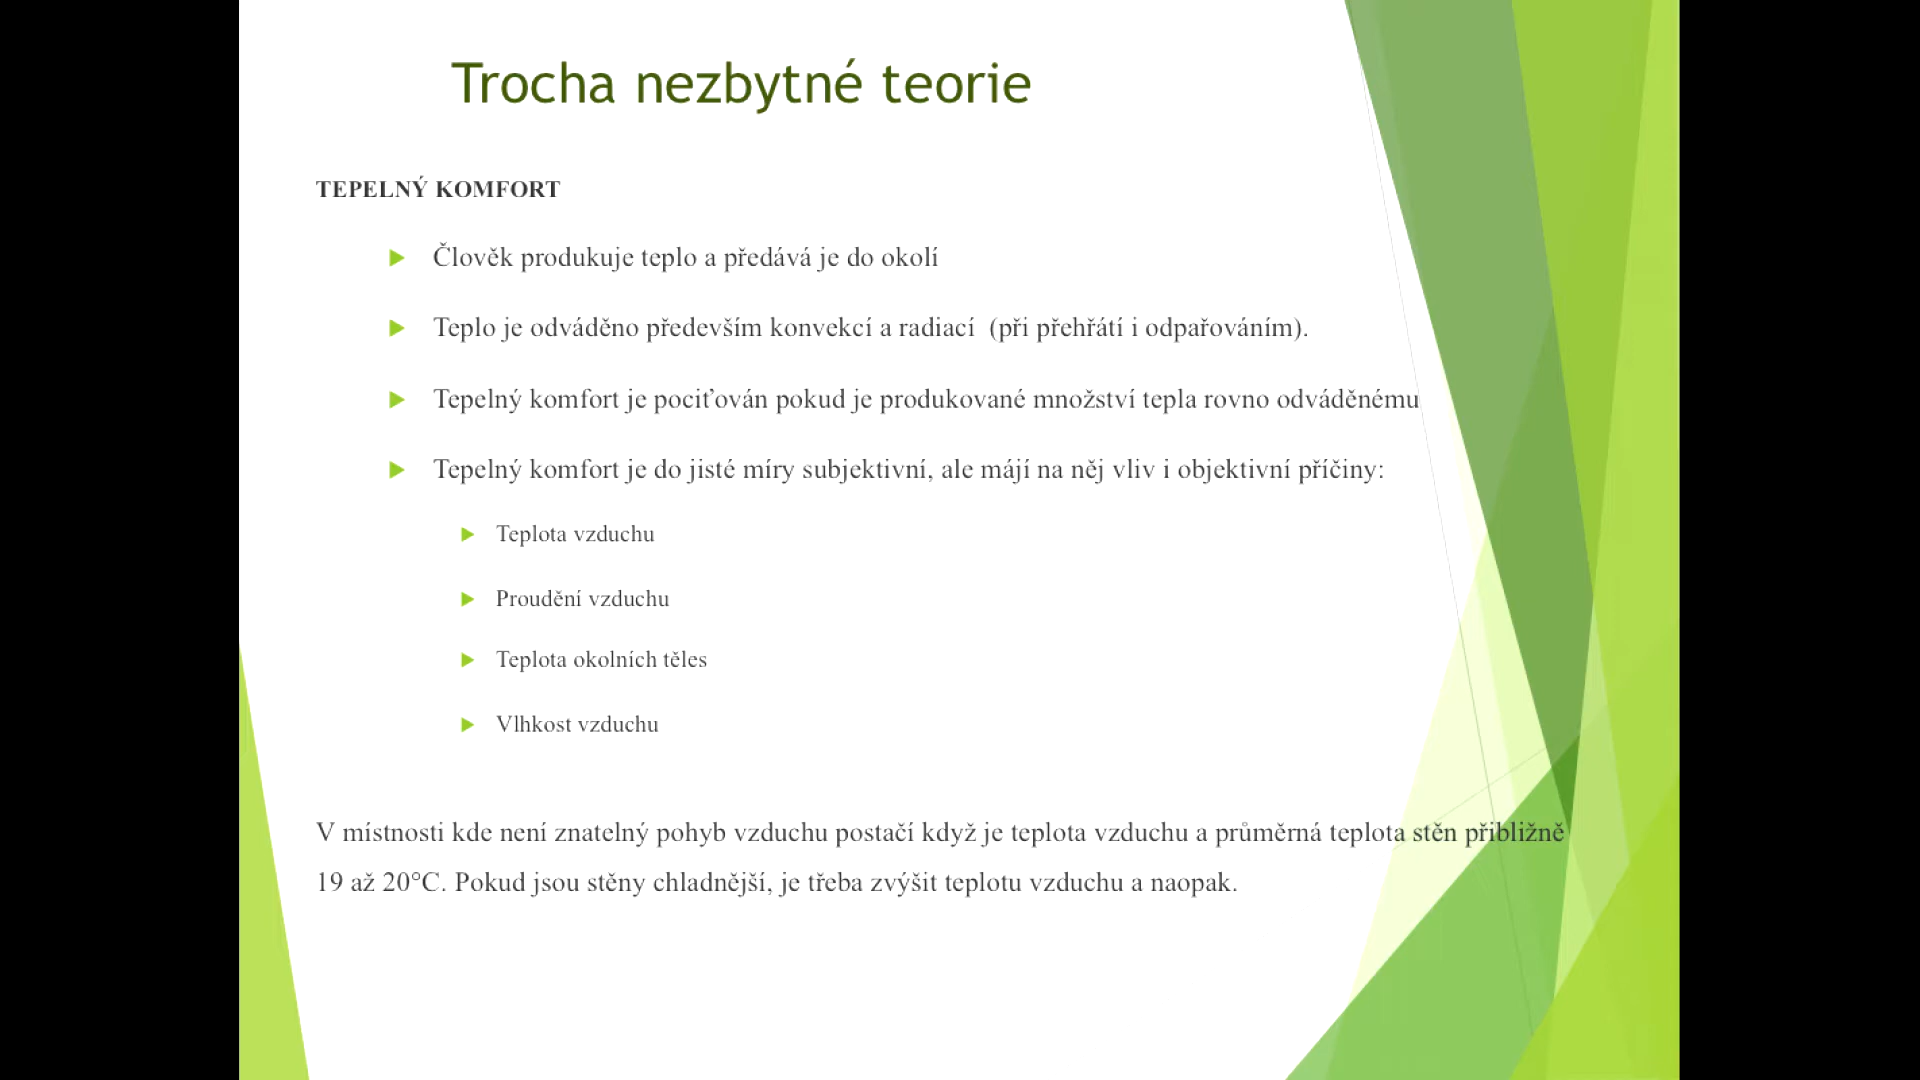 Trocha nezbytné teorie
TEPELNÝ KOMFORT
Člověk produkuje teplo a předává je do okolí
Teplo je odváděno především konvekcí a radiací (při přehřátí i odpařováním).
Tepelný komfort je pociťován pokud je produkované množství tepla rovno odváděnému
Tepelný komfort je do jisté míry subjektivní, ale májí na něj vliv i objektivní příčiny:
Teplota vzduchu
Proudění vzduchu
Teplota okolních těles
Vlhkost vzduchu
V místnosti kde není znatelný pohyb vzduchu postačí když je teplota vzduchu a průměrná teplota stěn přibližně
19 až 20°C. Pokud jsou stěny chladnější, je třeba zvýšit teplotu vzduchu a naopak.